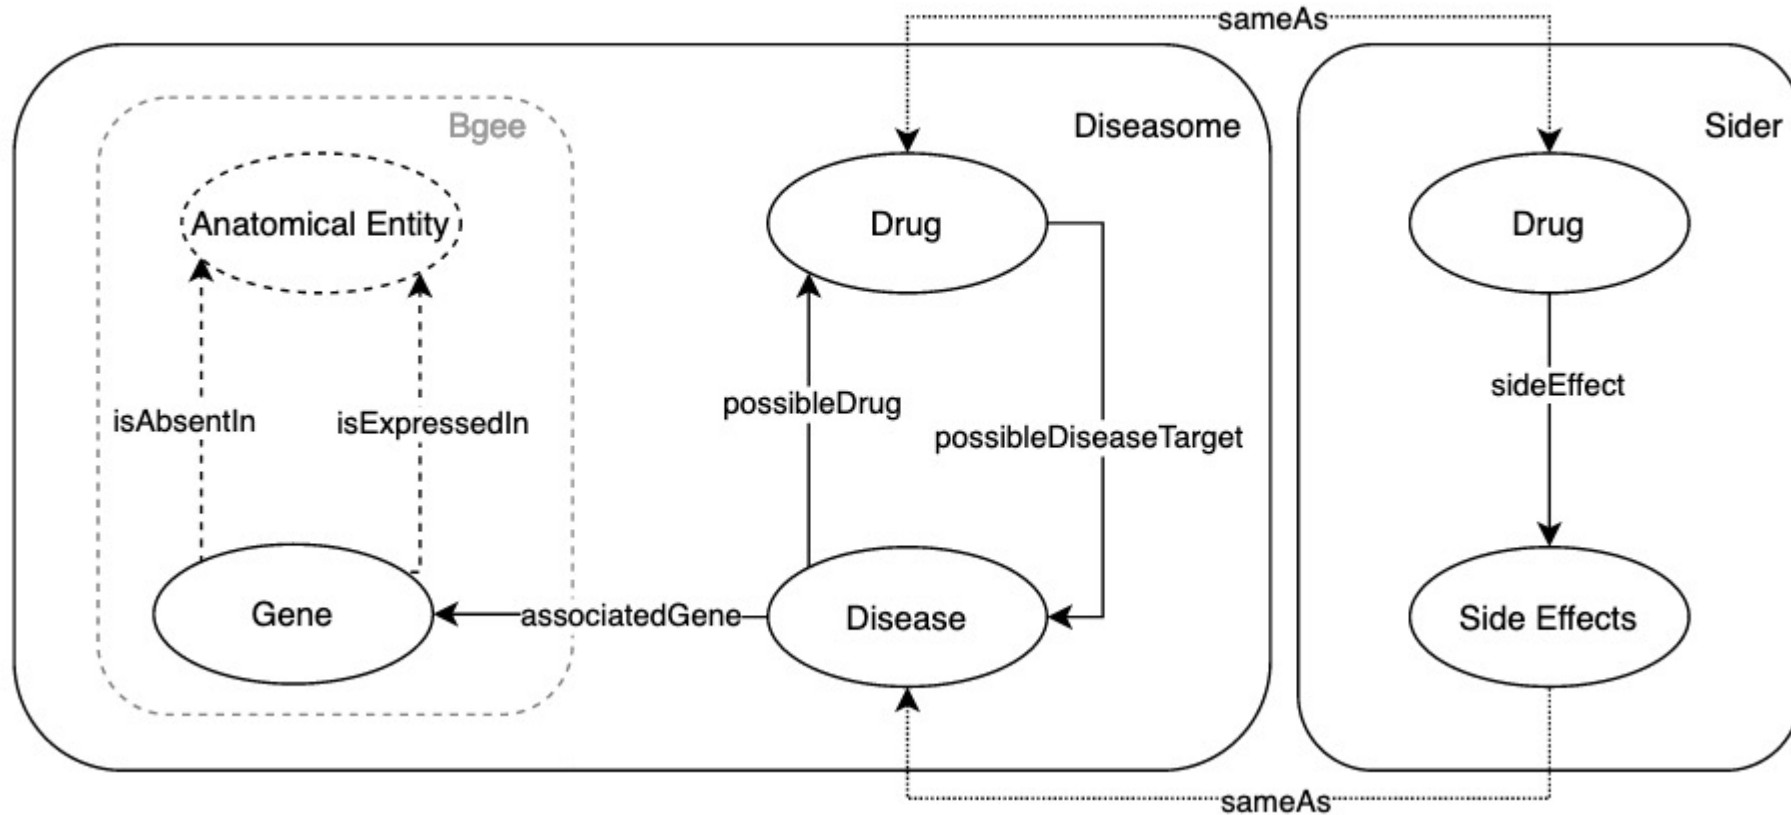 sameAs
Bgee
Diseasome
Sider
Anatomical Entity
Drug
Drug
isAbsentIn
isExpressedIn
possibleDrug
possibleDiseaseTarget
sideEffect
Gene
associatedGene
Disease
Side Effects
sameAs